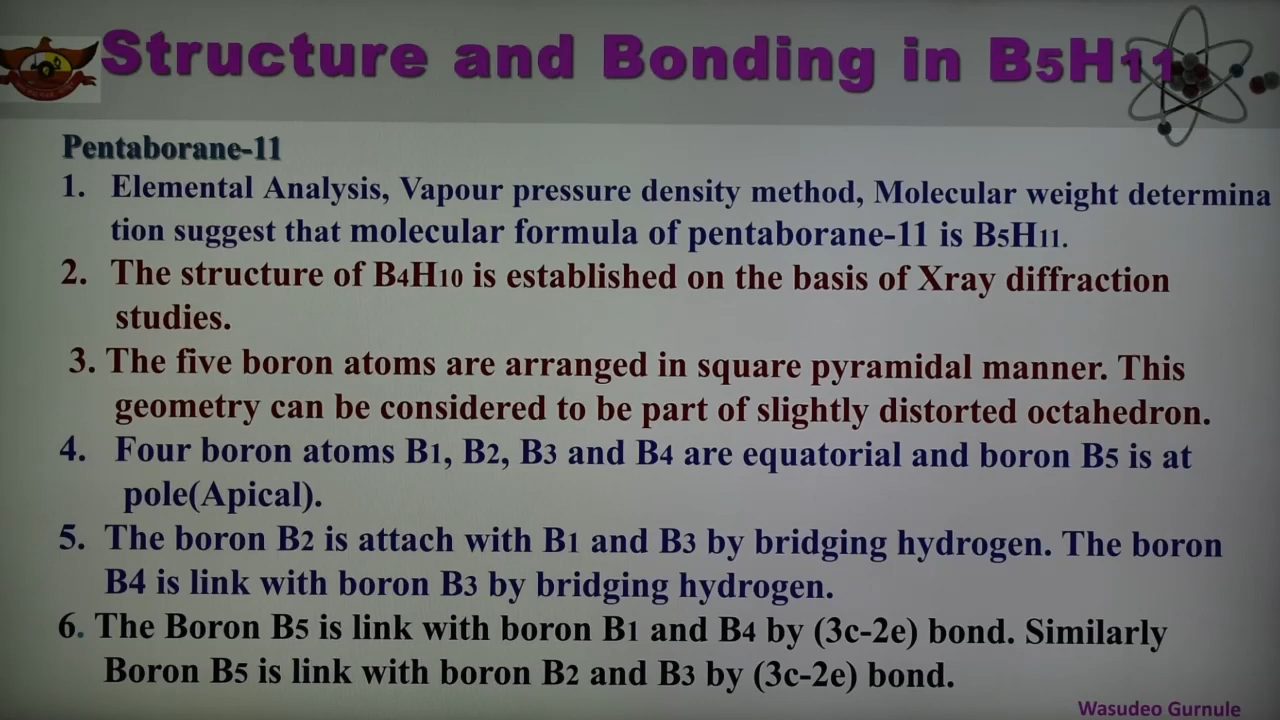 Structure and Bonding in B5H11
Pentaborane-11
1. Elemental Analysis, Vapour pressure density method, Molecular weight determina
tion suggest that molecular formula of pentaborane-11 is B5H11.
2. The structure of B4H10 is established on the basis of Xray diffraction
studies.
3. The five boron atoms are arranged in square pyramidal manner. This
geometry can be considered to be part of slightly distorted octahedron.
4. Four boron atoms B1, B2, B3 and B4 are equatorial and boron B5 is at
pole(Apical).
5. The boron B2 is attach with B1 and B3 by bridging hydrogen. The boron
B4 is link with boron B3 by bridging hydrogen.
6. The Boron B5 is link with boron B1 and B4 by (3c-2e) bond. Similarly
Boron B5 is link with boron B2 and B3 by (3c-2e) bond.
Wasudeo Gurnule